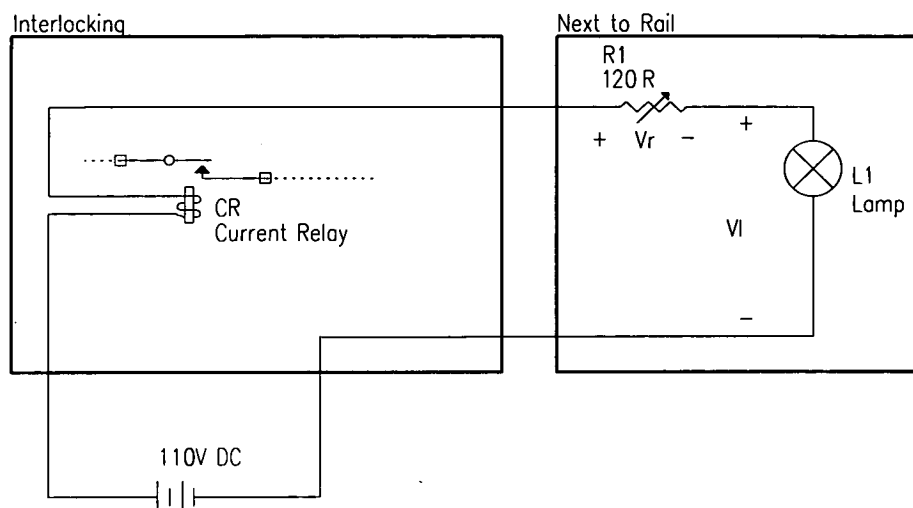 Interlocking
Next to Rail
R1
120 R
+ Vr - +
L1
Lamp
CR
Current Relay
Vl
-
110V DC